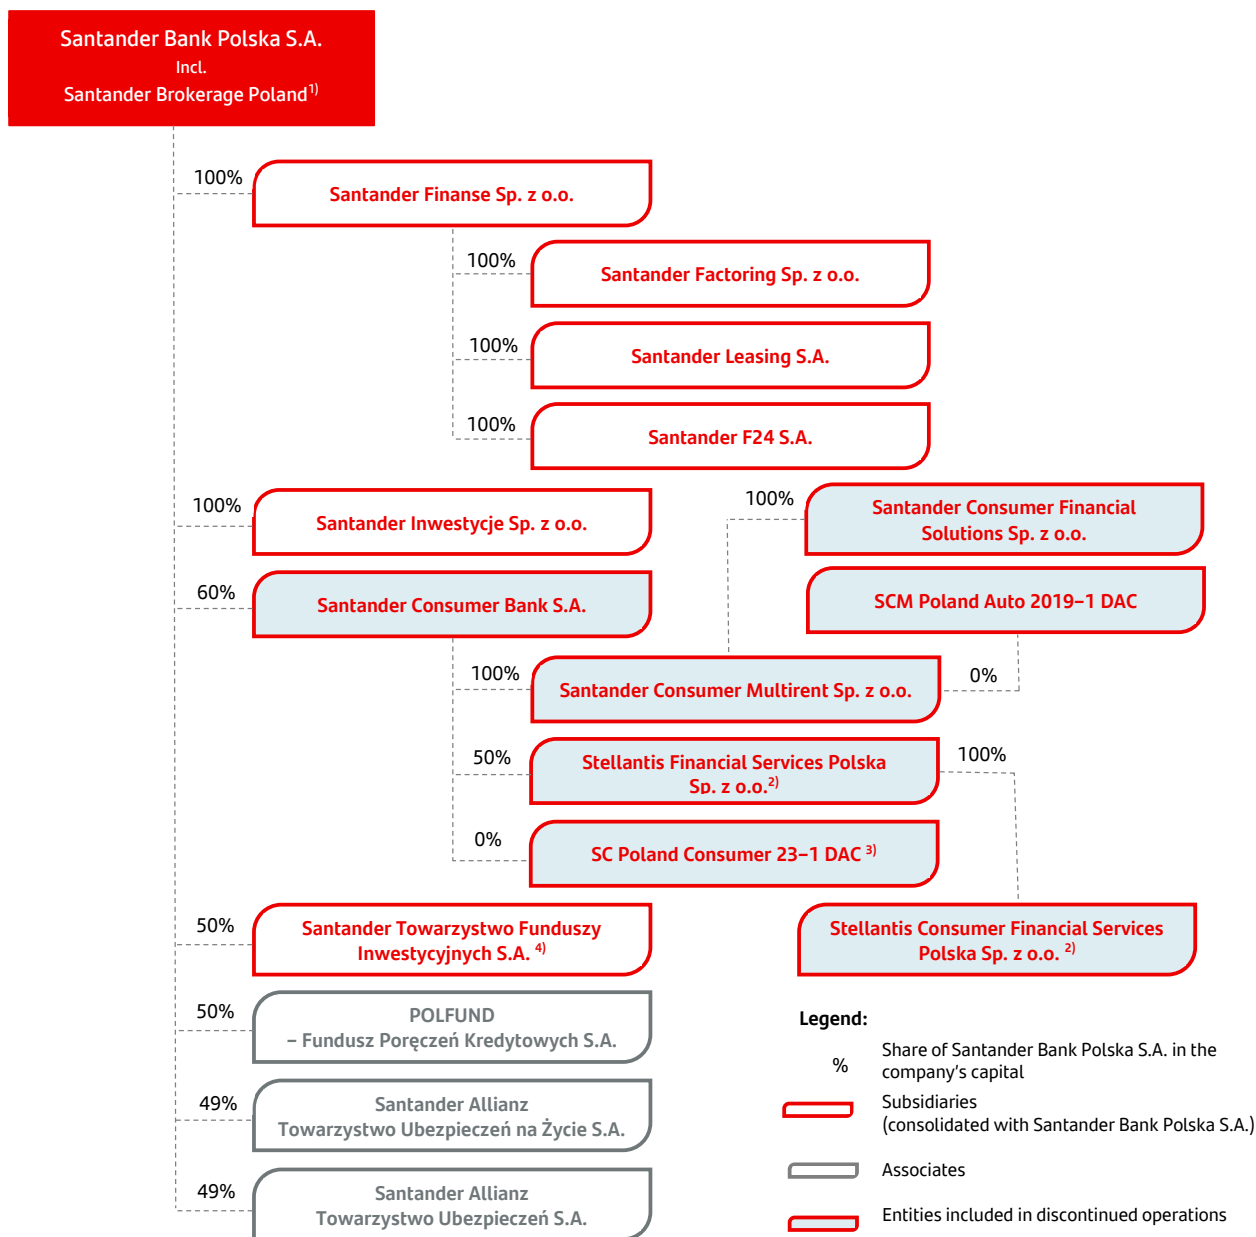 Santander Bank Polska S.A.
Incl.
Santander Brokerage Poland1)
100%
Santander Finanse Sp. z o.o.
100%
Santander Factoring Sp. z o.o.
100%
Santander Leasing S.A.
100%
Santander F24 S.A.
100%
Santander Inwestycje Sp. z o.o.
100%
Santander Consumer Financial
Solutions Sp. z o.o.
60%
Santander Consumer Bank S.A.
SCM Poland Auto 2019–1 DAC
100%
Santander Consumer Multirent Sp. z o.o.
0%
50%
Stellantis Financial Services Polska
Sp. z o.o.2)
100%
0%
SC Poland Consumer 23–1 DAC 3)
50%
Santander Towarzystwo Funduszy
Inwestycyjnych S.A. 4)
Stellantis Consumer Financial Services
Polska Sp. z o.o. 2)
50%
POLFUND
– Fundusz Poręczeń Kredytowych S.A.
49%
Santander Allianz
Towarzystwo Ubezpieczeń na Życie S.A.
49%
Santander Allianz
Towarzystwo Ubezpieczeń S.A.
Legend:
%
Share of Santander Bank Polska S.A. in the
company's capital
Subsidiaries
(consolidated with Santander Bank Polska S.A.)
Associates
Entities included in discontinued operations